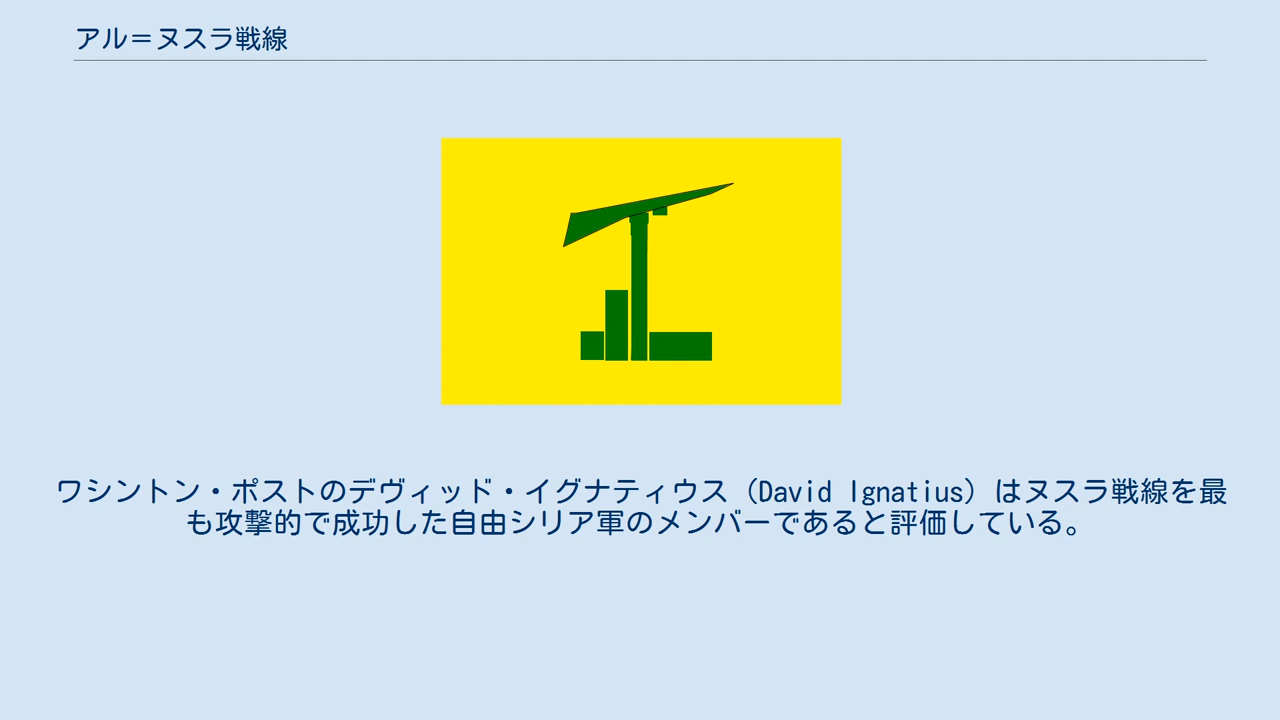 アル＝ヌスラ戦線
ワシントン・ポストのデヴィッド・イグナティウス（David Ignatius）はヌスラ戦線を最
も攻撃的で成功した自由シリア軍のメンバーであると評価している。